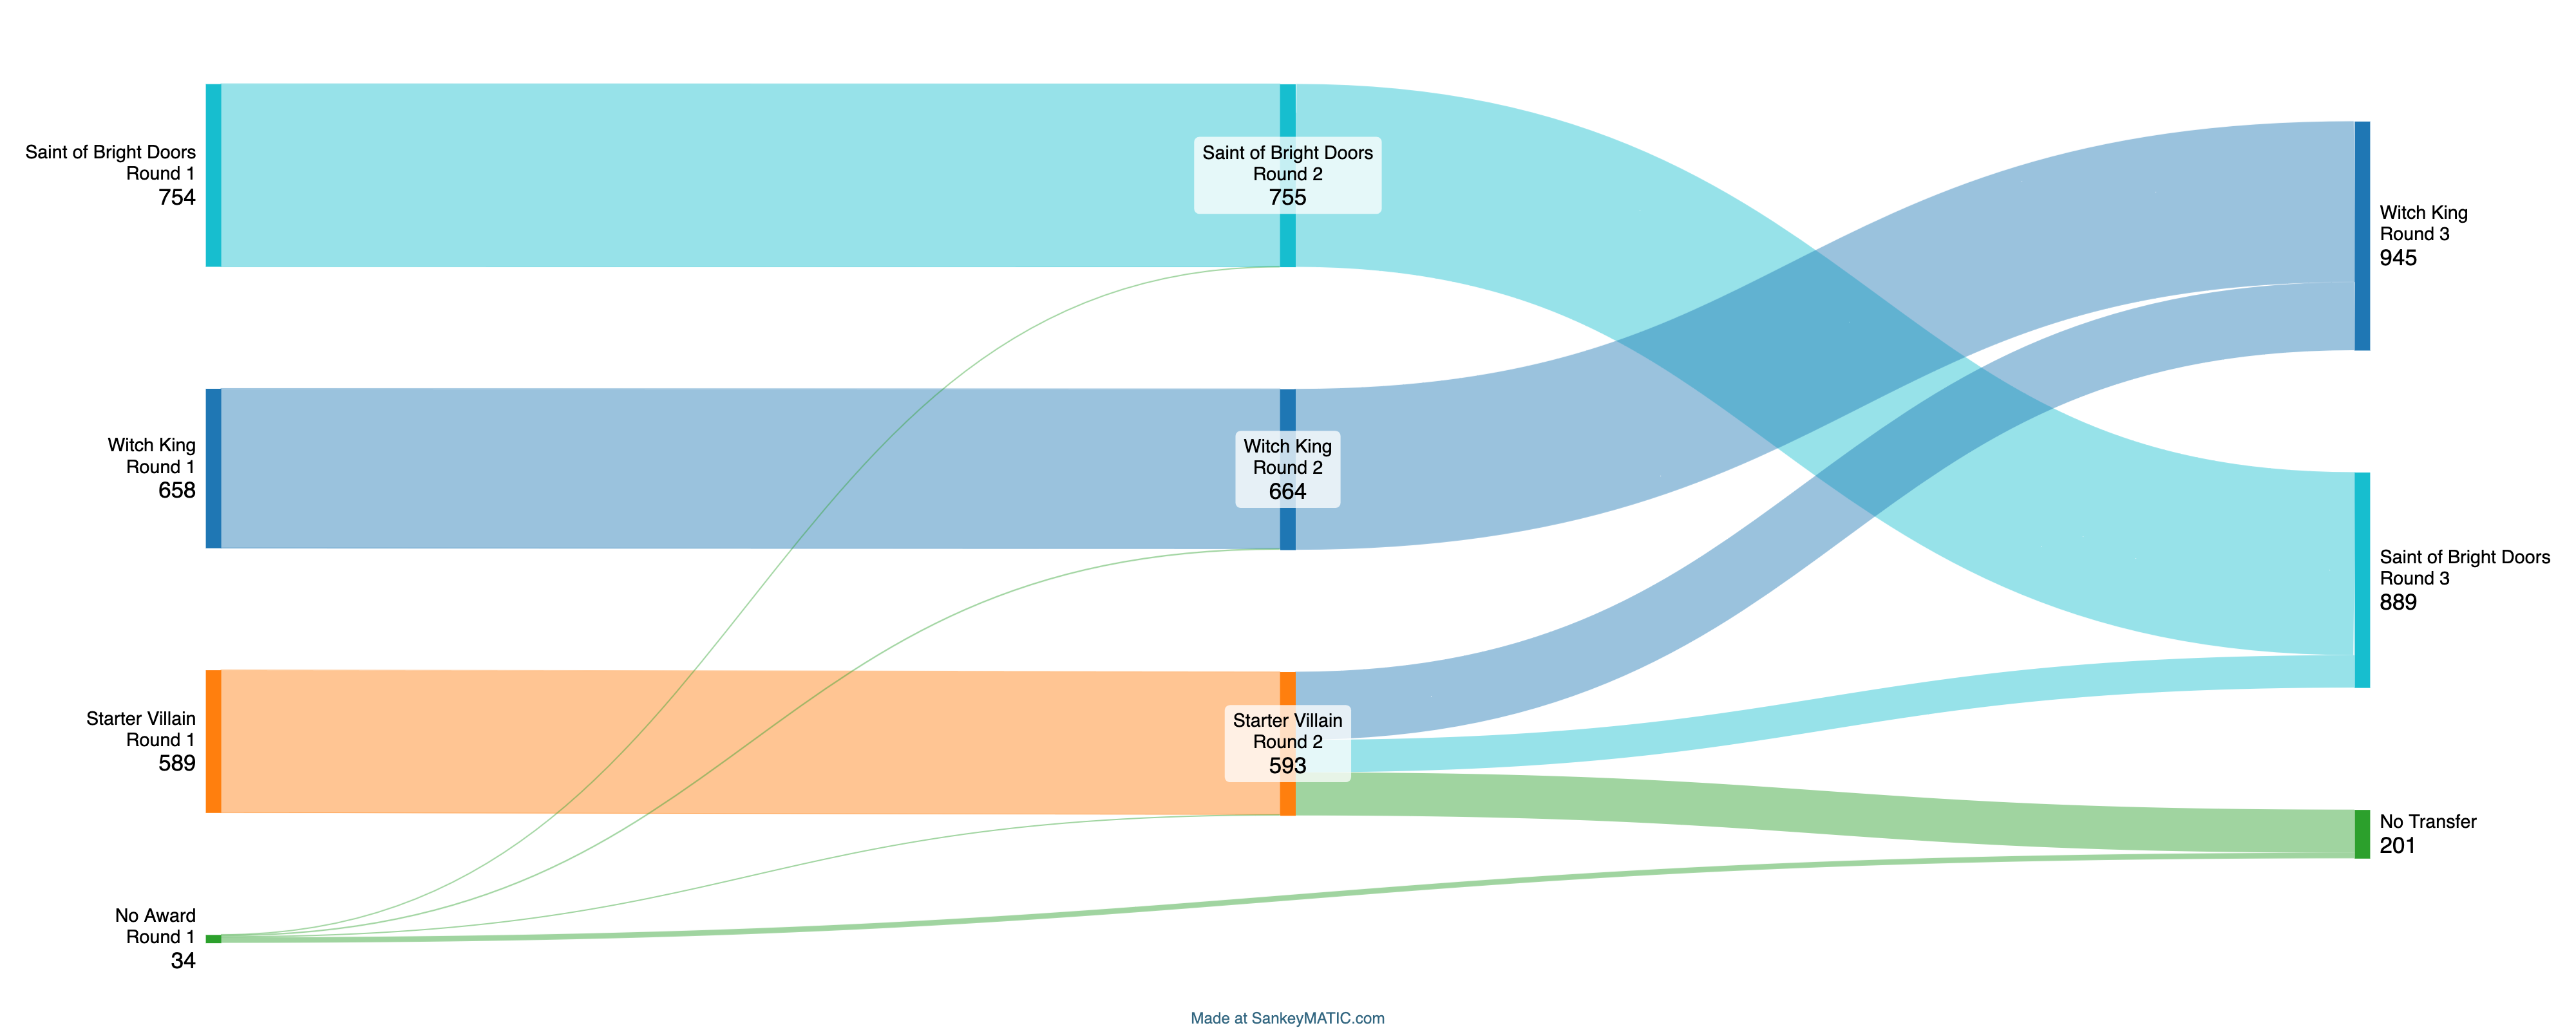 Saint of Bright Doors
Round 1
754
Witch King
Round 1
658
Starter Villain
Round 1
589
No Award
Round 1
34
Saint of Bright Doors
Round 2
755
Witch King
Round 2
664
Starter Villain
Round 2
593
Witch King
Round 3
945
Saint of Bright Doors
Round 3
889
No Transfer
201
Made at SankeyMATIC.com